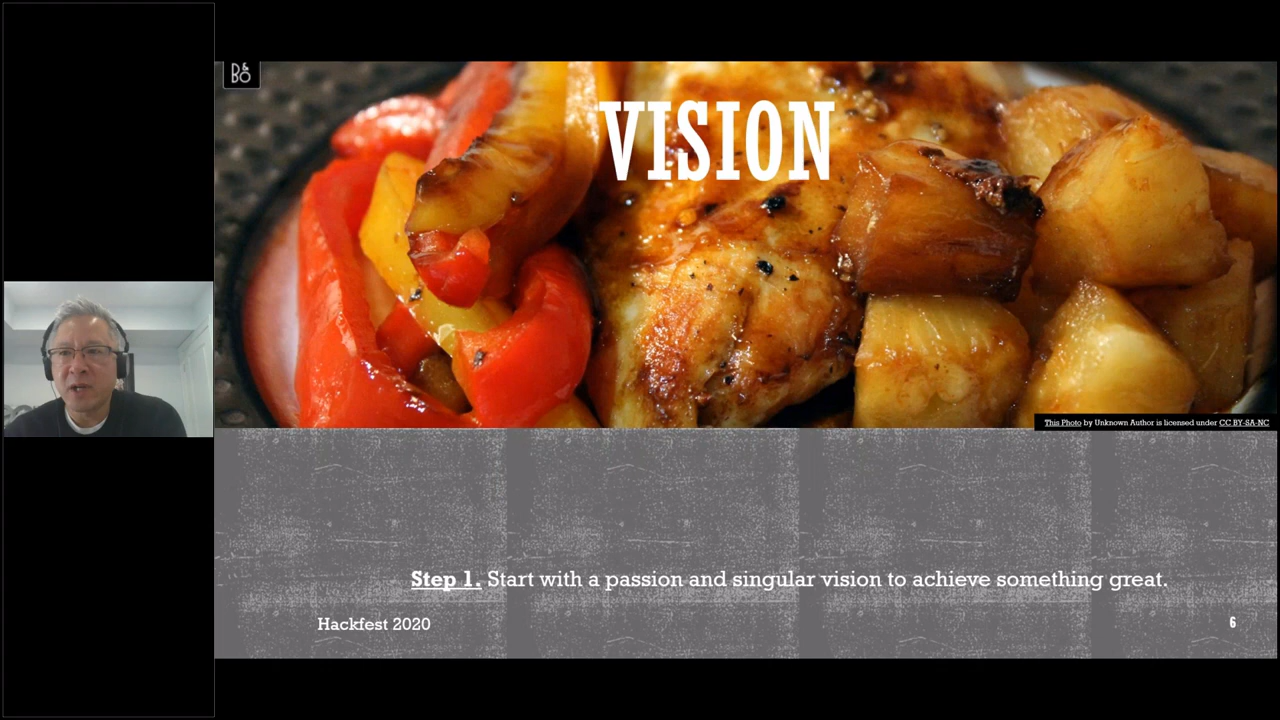 B&O
VISION
This Photo by Unknown Author is licensed under CC BY-SA-NC
Step 1. Start with a passion and singular vision to achieve something great.
Hackfest 2020
6